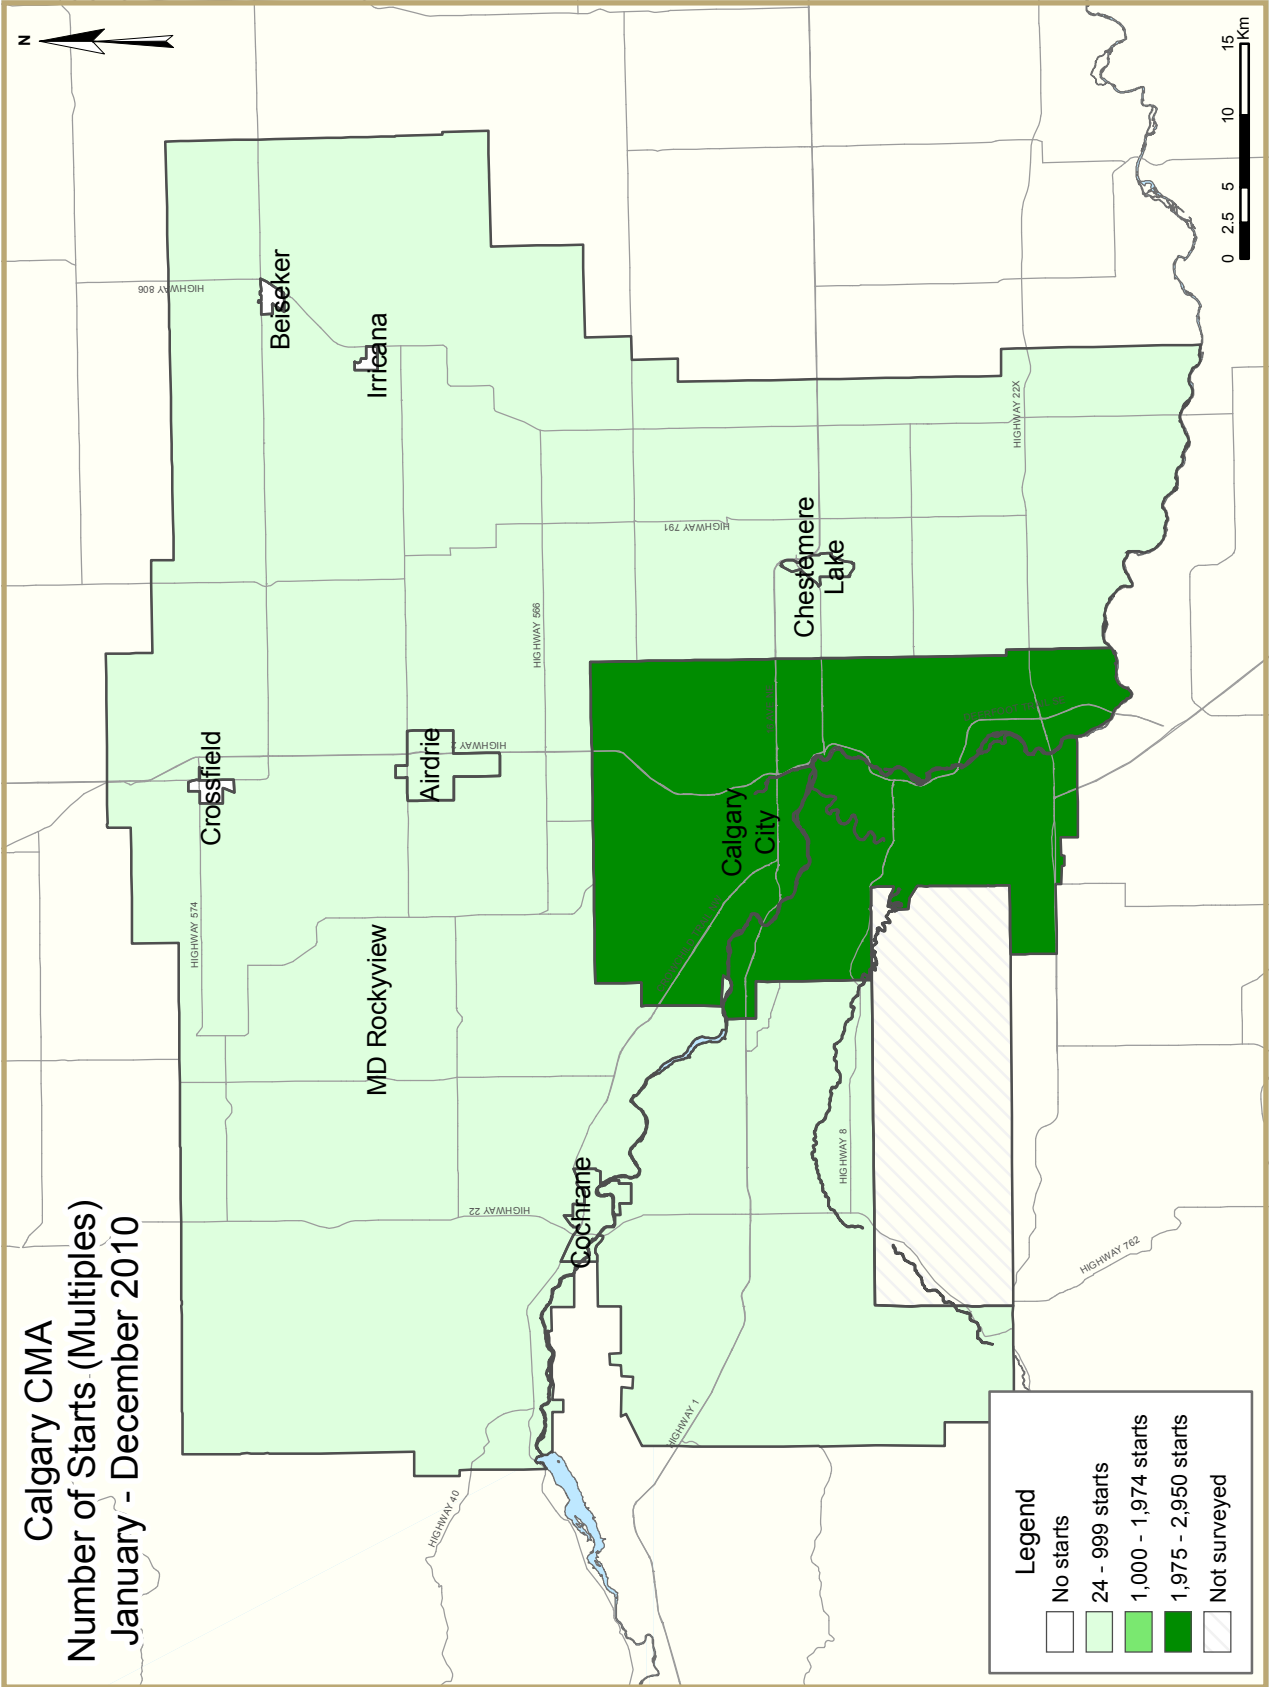 Calgary CMA
Number of Starts (Multiples)
January - December 2010
N
HIGHWAY 806
Beiseker
Irricana
Crossfield
HIGHWAY 574
Airdrie
HIGHWAY 2
HIGHWAY 566
HIGHWAY 791
HIGHWAY 22X
Chestemere
Lake
MD Rockyview
Calgary
City
HIGHWAY 22
Cochrane
HIGHWAY 8
HIGHWAY 40
HIGHWAY 1
HIGHWAY 762
Legend
No starts
24 - 999 starts
1,000 - 1,974 starts
1,975 - 2,950 starts
Not surveyed
0 2.5 5 10 15
Km